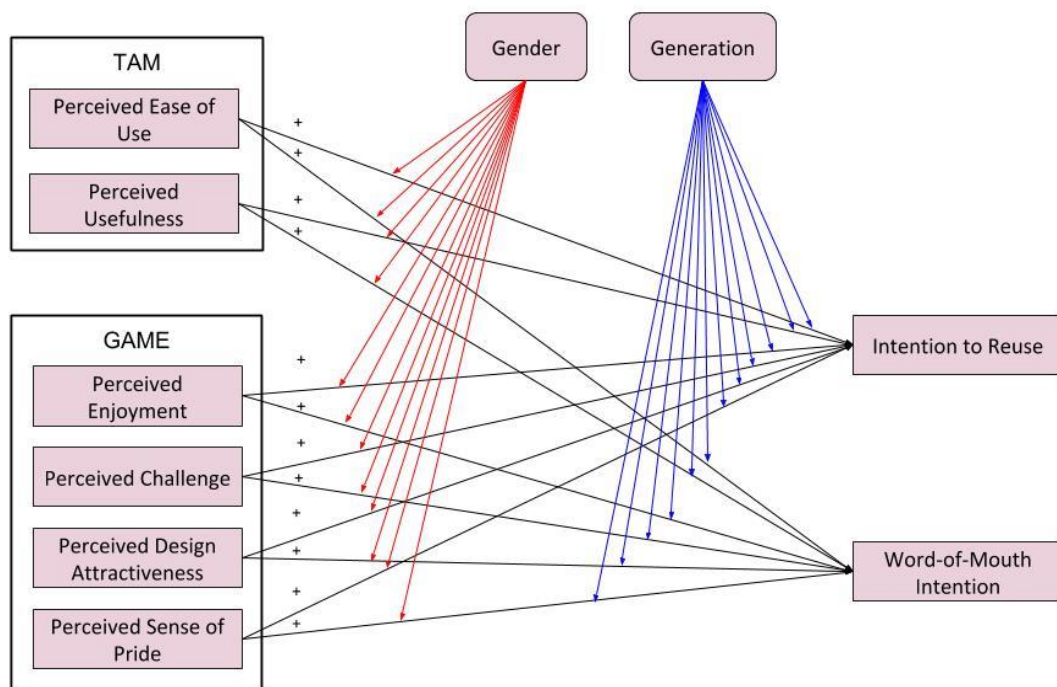 Gender
Generation
TAM
Perceived Ease of
Use
Perceived
Usefulness
+
+
+
+
GAME
Perceived
Enjoyment
Perceived Challenge
Perceived Design
Attractiveness
Perceived Sense of
Pride
+
+
+
+
+
+
+
+
Intention to Reuse
Word-of-Mouth
Intention